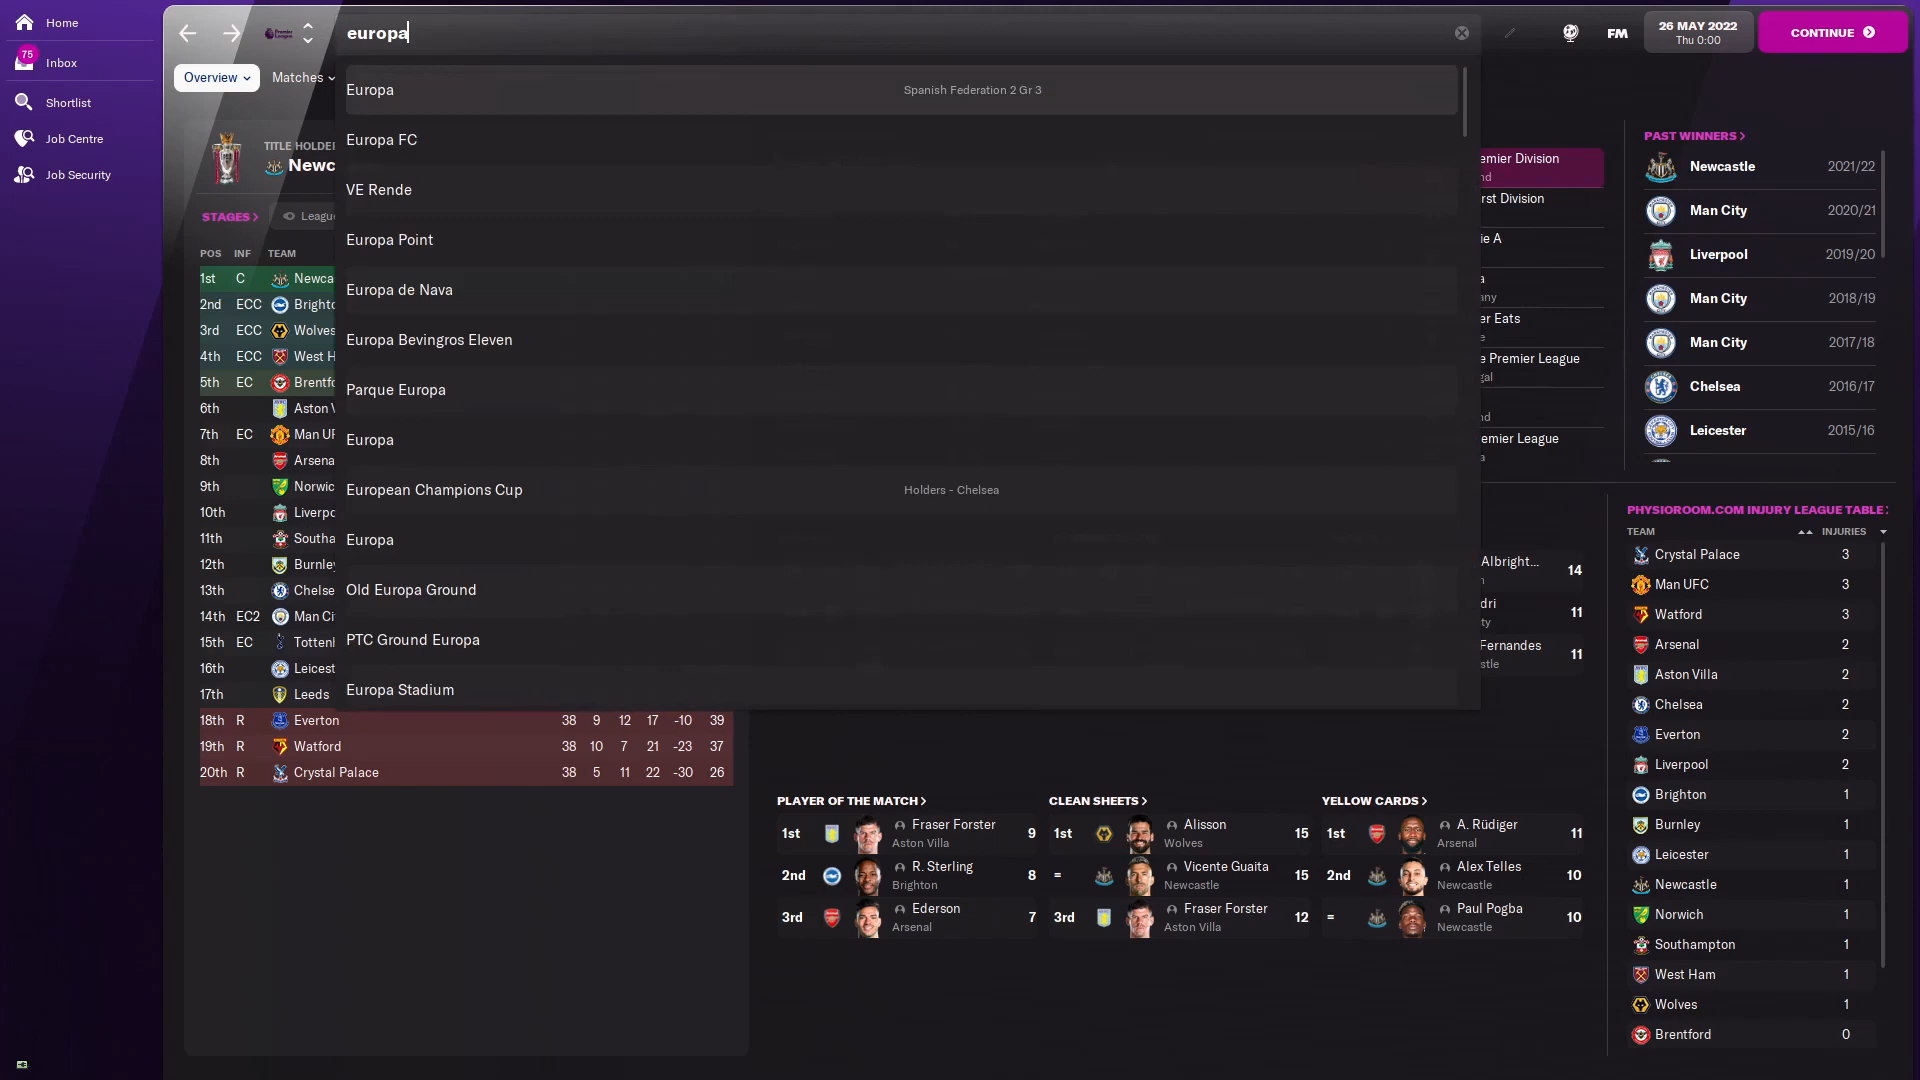 Home
75
Inbox
Shortlist
Job Centre
Job Security
europa
FM
26 MAY 2022
Thu 0:00
CONTINUE
Overview
Matches
Europa
Spanish Federation 2 Gr 3
Europa FC
VE Rende
Europa Point
Europa de Nava
Europa Bevingros Eleven
Parque Europa
Europa
European Champions Cup
Holders - Chelsea
Europa
Old Europa Ground
PTC Ground Europa
Europa Stadium
TITLE HOLDE
Newc
STAGES
Leagu
POS INF TEAM
1st C Newca
2nd ECC Brighto
3rd ECC Wolves
4th ECC West H
5th EC Brentfo
6th Aston V
7th EC Man UF
8th Arsena
9th Norwic
10th Liverpo
11th Southa
12th Burnley
13th Chelse
14th EC2 Man Ci
15th EC Tottenh
16th Leicest
17th Leeds
18th R Everton 38 9 12 17 -10 39
19th R Watford 38 10 7 21 -23 37
20th R Crystal Palace 38 5 11 22 -30 26
emier Division
nd
rst Division
ie A
a
any
er Eats
e
e Premier League
gal
nd
emier League
a
Albright... 14
n
dri 11
ty
Fernandes 11
stle
PLAYER OF THE MATCH
1st Fraser Forster 9
Aston Villa
2nd R. Sterling 8
Brighton
3rd Ederson 7
Arsenal
CLEAN SHEETS
1st Alisson 15
Wolves
= Vicente Guaita 15
Newcastle
3rd Fraser Forster 12
Aston Villa
YELLOW CARDS
1st A. Rüdiger 11
Arsenal
2nd Alex Telles 10
Newcastle
= Paul Pogba 10
Newcastle
PAST WINNERS
Newcastle 2021/22
Man City 2020/21
Liverpool 2019/20
Man City 2018/19
Man City 2017/18
Chelsea 2016/17
Leicester 2015/16
PHYSIOROOM.COM INJURY LEAGUE TABLE
TEAM INJURIES
Crystal Palace 3
Man UFC 3
Watford 3
Arsenal 2
Aston Villa 2
Chelsea 2
Everton 2
Liverpool 2
Brighton 1
Burnley 1
Leicester 1
Newcastle 1
Norwich 1
Southampton 1
West Ham 1
Wolves 1
Brentford 0